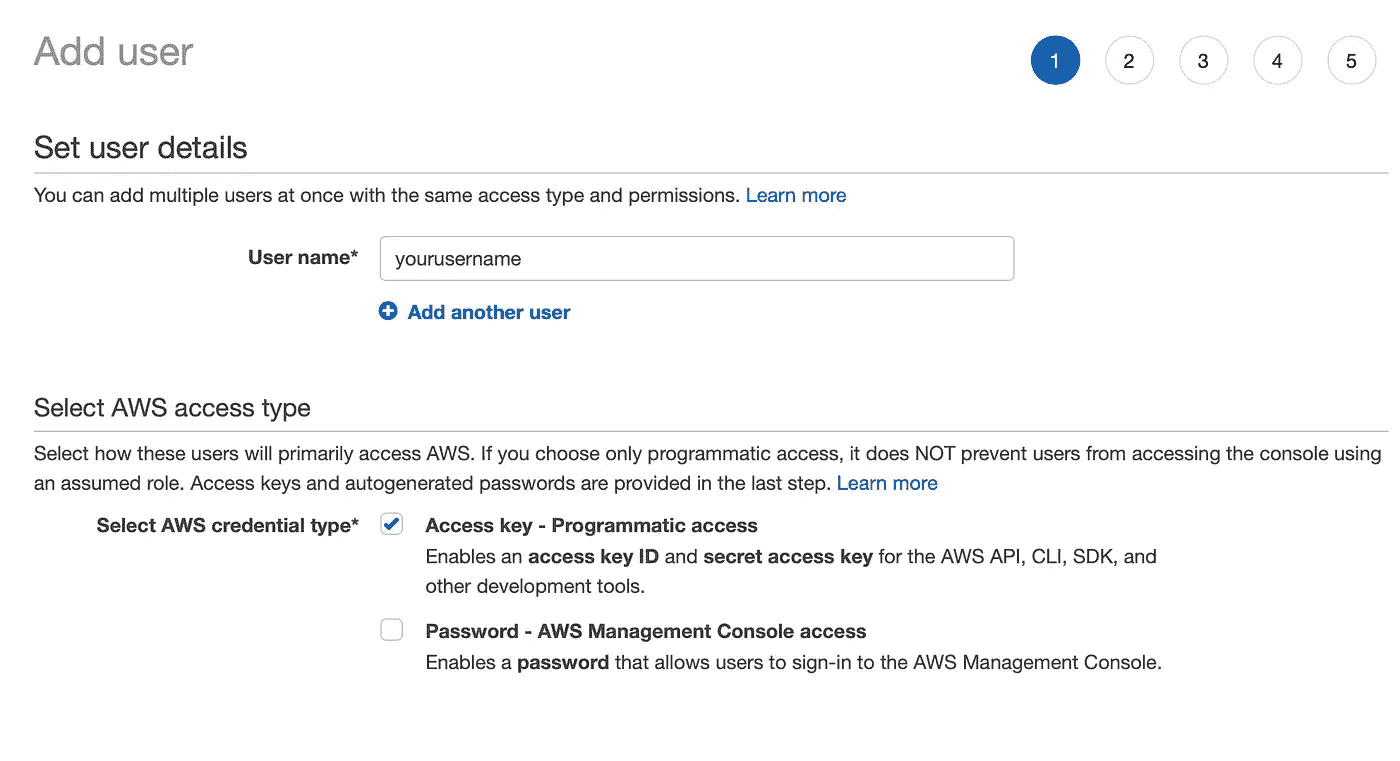 Add user
1 2 3 4 5
Set user details
You can add multiple users at once with the same access type and permissions. Learn more
User name* yourusername
Add another user
Select AWS access type
Select how these users will primarily access AWS. If you choose only programmatic access, it does NOT prevent users from accessing the console using
an assumed role. Access keys and autogenerated passwords are provided in the last step. Learn more
Select AWS credential type* Access key - Programmatic access
Enables an access key ID and secret access key for the AWS API, CLI, SDK, and
other development tools.
Password - AWS Management Console access
Enables a password that allows users to sign-in to the AWS Management Console.